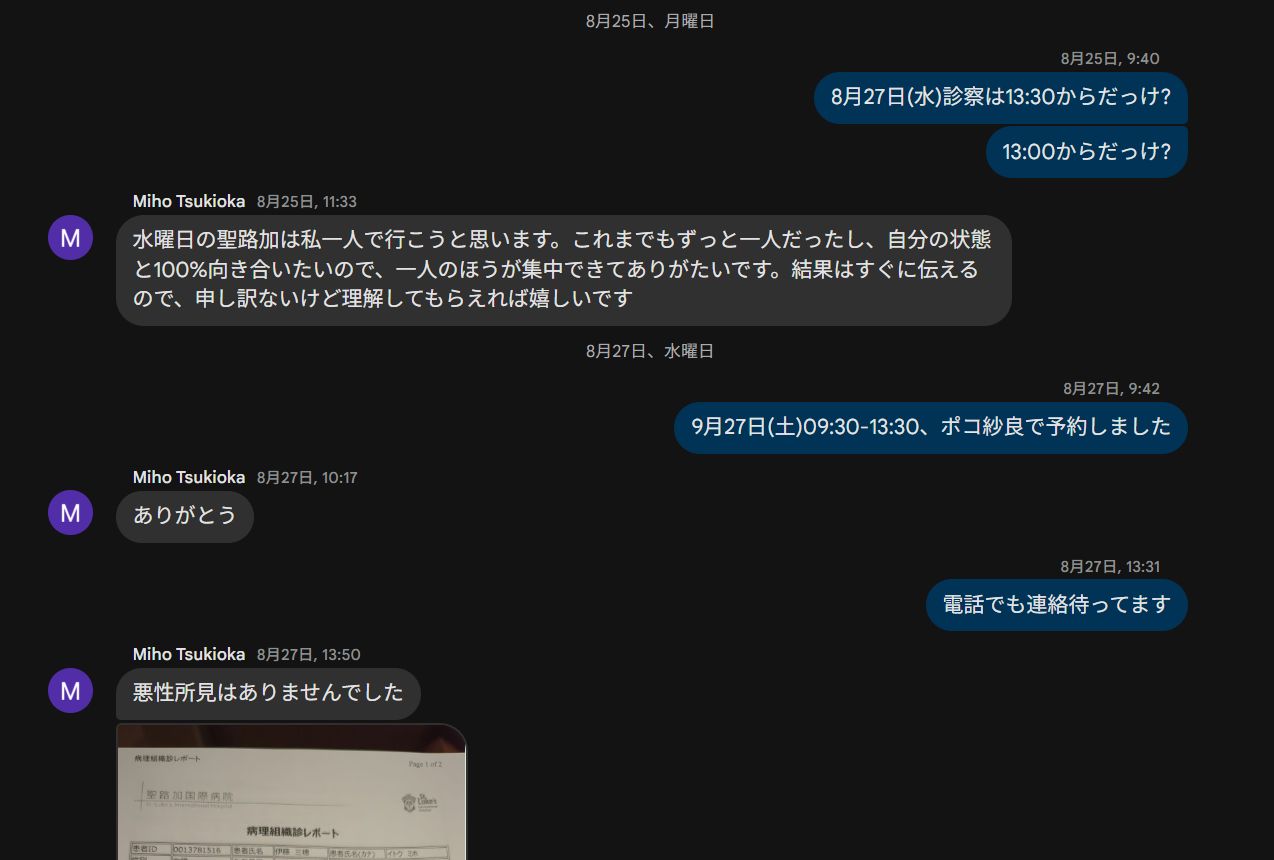 8月25日、月曜日
8月25日, 9:40
8月27日(水)診察は13:30からだっけ?
13:00からだっけ?
Miho Tsukioka 8月25日, 11:33
M
水曜日の聖路加は私一人で行こうと思います。これまでもずっと一人だったし、自分の状態
と100%向き合いたいので、一人のほうが集中できてありがたいです。結果はすぐに伝える
ので、申し訳ないけど理解してもらえれば嬉しいです
8月27日、水曜日
8月27日, 9:42
9月27日(土)09:30-13:30、ポコ紗良で予約しました
Miho Tsukioka 8月27日, 10:17
M
ありがとう
8月27日, 13:31
電話でも連絡待ってます
Miho Tsukioka 8月27日, 13:50
M
悪性所見はありませんでした
病理組織診レポート
Page 1 of 2
聖路加国際病院
St. Luke's International Hospital
St. Luke's
病理組織診レポート
患者ID 0013781516 患者氏名 伊藤 三穂 患者氏名(カナ) イトウ ミホ